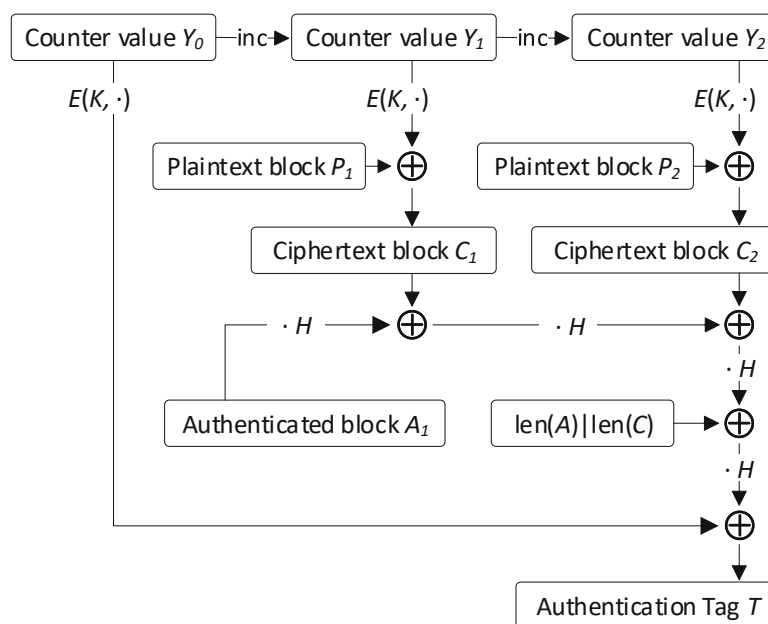 Counter value Y₀ inc Counter value Y₁ inc Counter value Y₂
E(K, ·) E(K, ·) E(K, ·)
Plaintext block P₁ Plaintext block P₂
Ciphertext block C₁ Ciphertext block C₂
· H · H
· H
Authenticated block A₁ len(A)|len(C)
· H
Authentication Tag T